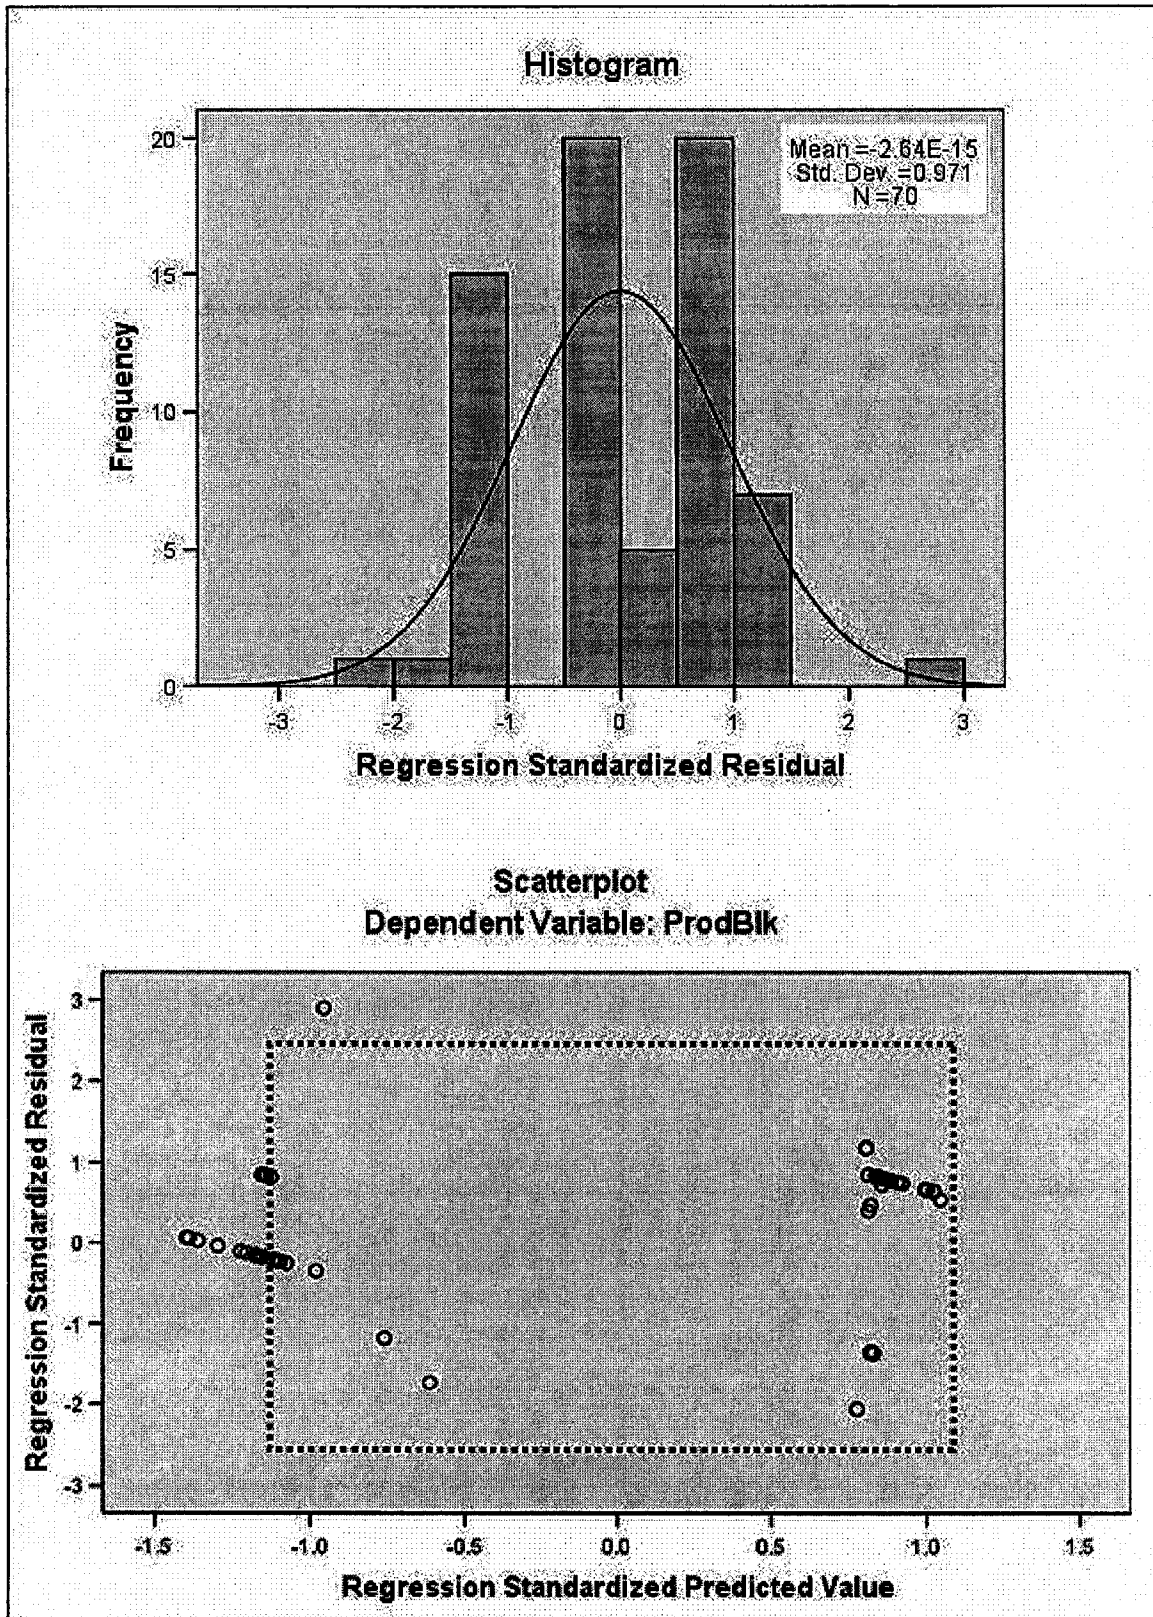 Histogram
20
15
10
5
0
Frequency
Mean =-2.64E-15
Std. Dev. =0.971
N =70
-3 -2 -1 0 1 2 3
Regression Standardized Residual
Scatterplot
Dependent Variable: ProdBlk
3
2
1
0
-1
-2
-3
Regression Standardized Residual
-1.5 -1.0 -0.5 0.0 0.5 1.0 1.5
Regression Standardized Predicted Value